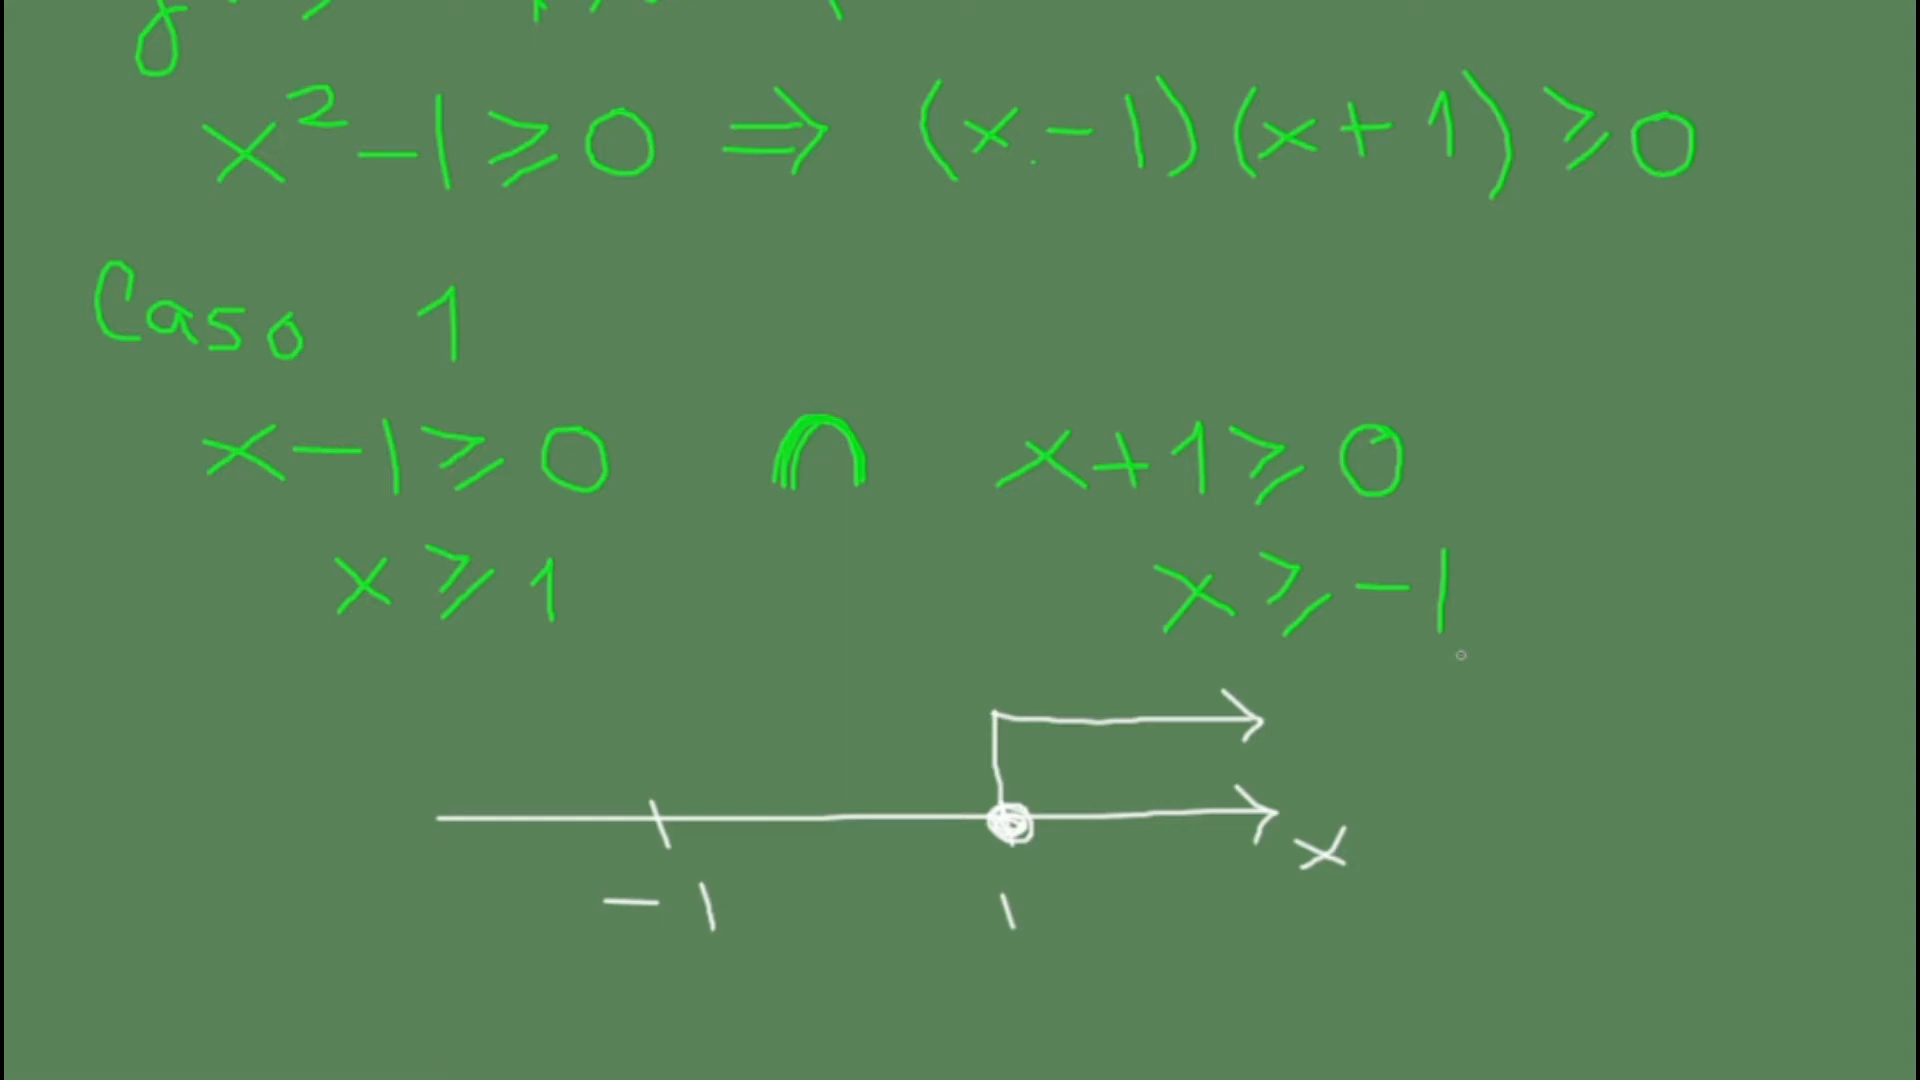 x² - 1 ≥ 0 ⇒ (x - 1)(x + 1) ≥ 0
Caso 1
x - 1 ≥ 0 ∩ x + 1 ≥ 0
x ≥ 1 x ≥ -1
x
-1 1